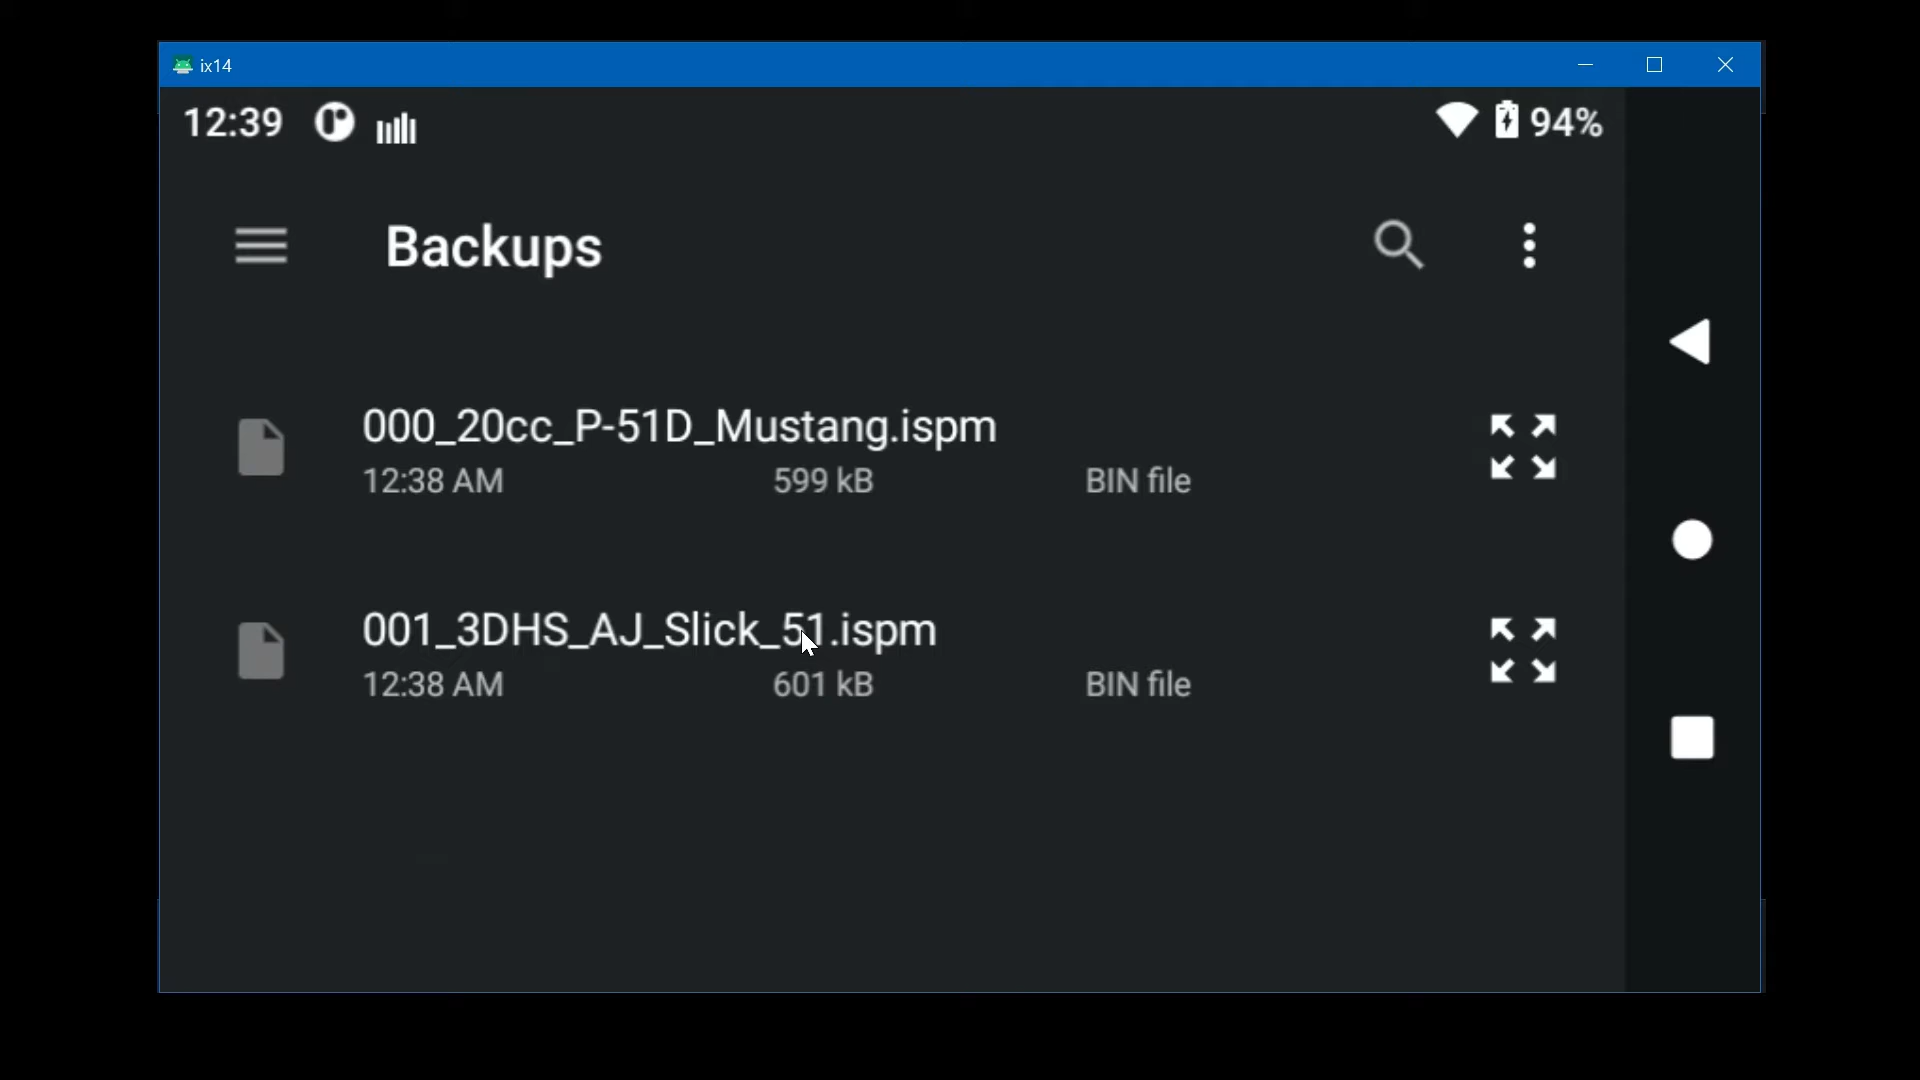 ix14
12:39
94%
Backups
000_20cc_P-51D_Mustang.ispm
12:38 AM 599 kB BIN file
001_3DHS_AJ_Slick_51.ispm
12:38 AM 601 kB BIN file